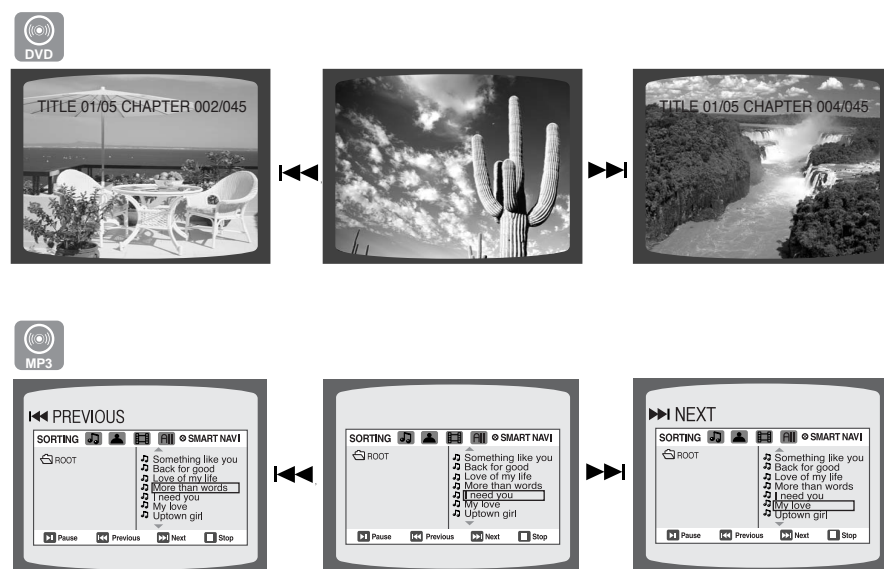 DVD
TITLE 01/05 CHAPTER 002/045
TITLE 01/05 CHAPTER 004/045
MP3
PREVIOUS
SORTING All SMART NAVI
ROOT
Something like you
Back for good
Love of my life
More than words
I need you
My love
Uptown girl
Pause Previous Next Stop
SORTING All SMART NAVI
ROOT
Something like you
Back for good
Love of my life
More than words
I need you
My love
Uptown girl
Pause Previous Next Stop
NEXT
SORTING All SMART NAVI
ROOT
Something like you
Back for good
Love of my life
More than words
I need you
My love
Uptown girl
Pause Previous Next Stop